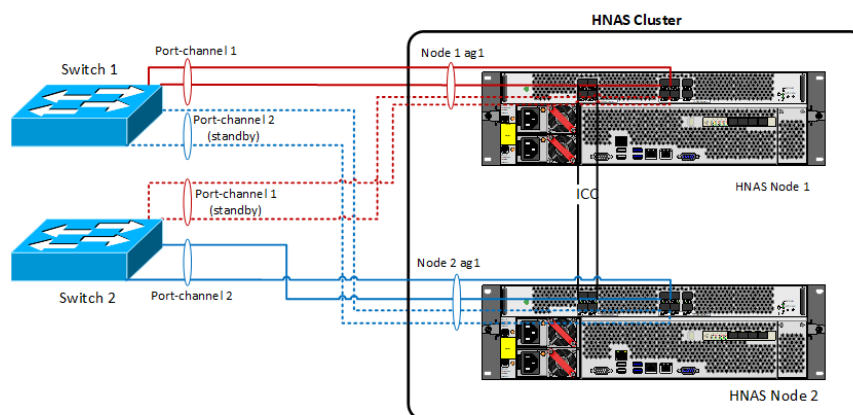 HNAS Cluster
Port-channel 1
Node 1 ag1
Switch 1
Port-channel 2
(standby)
HNAS Node 1
Port-channel 1
(standby)
ICC
Node 2 ag1
Switch 2
Port-channel 2
HNAS Node 2